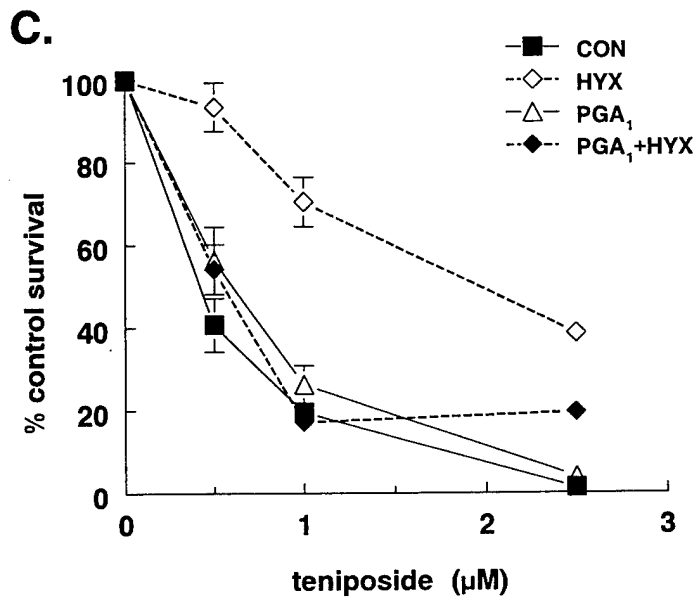 C.
CON
HYX
PGA₁
PGA₁+HYX
100
80
60
40
20
0
% control survival
0 1 2 3
teniposide (µM)